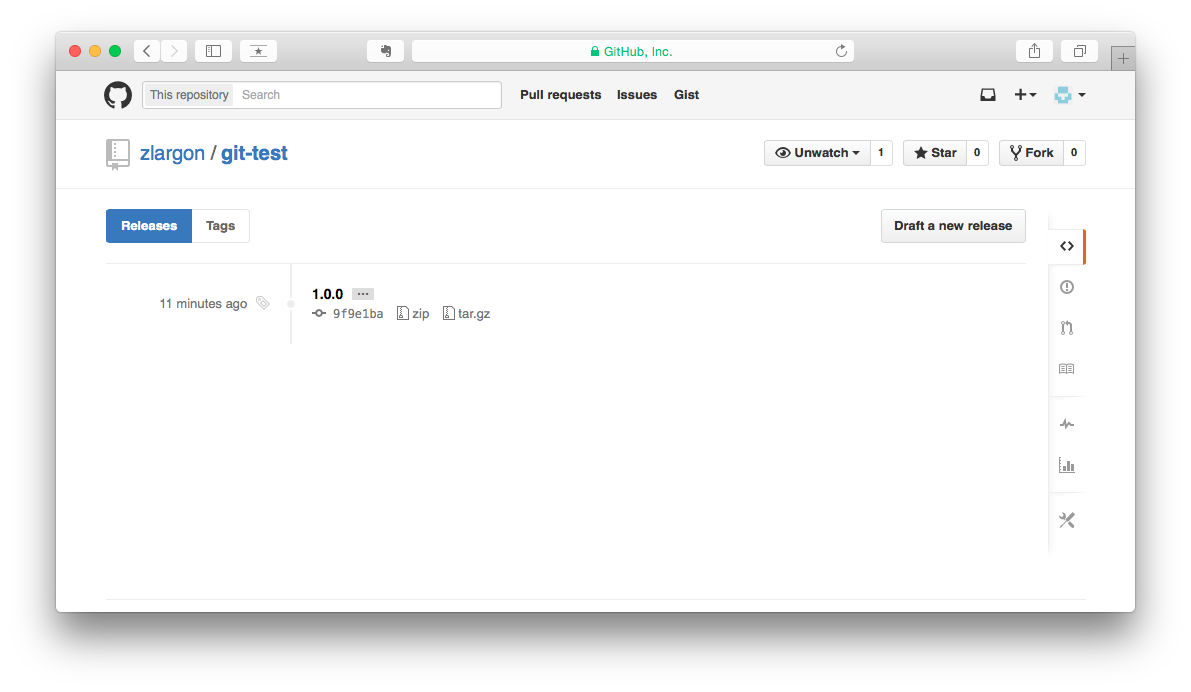 GitHub, Inc.
This repository Search Pull requests Issues Gist
zlargon / git-test Unwatch 1 Star 0 Fork 0
Releases Tags Draft a new release
11 minutes ago 1.0.0 ...
9f9e1ba zip tar.gz